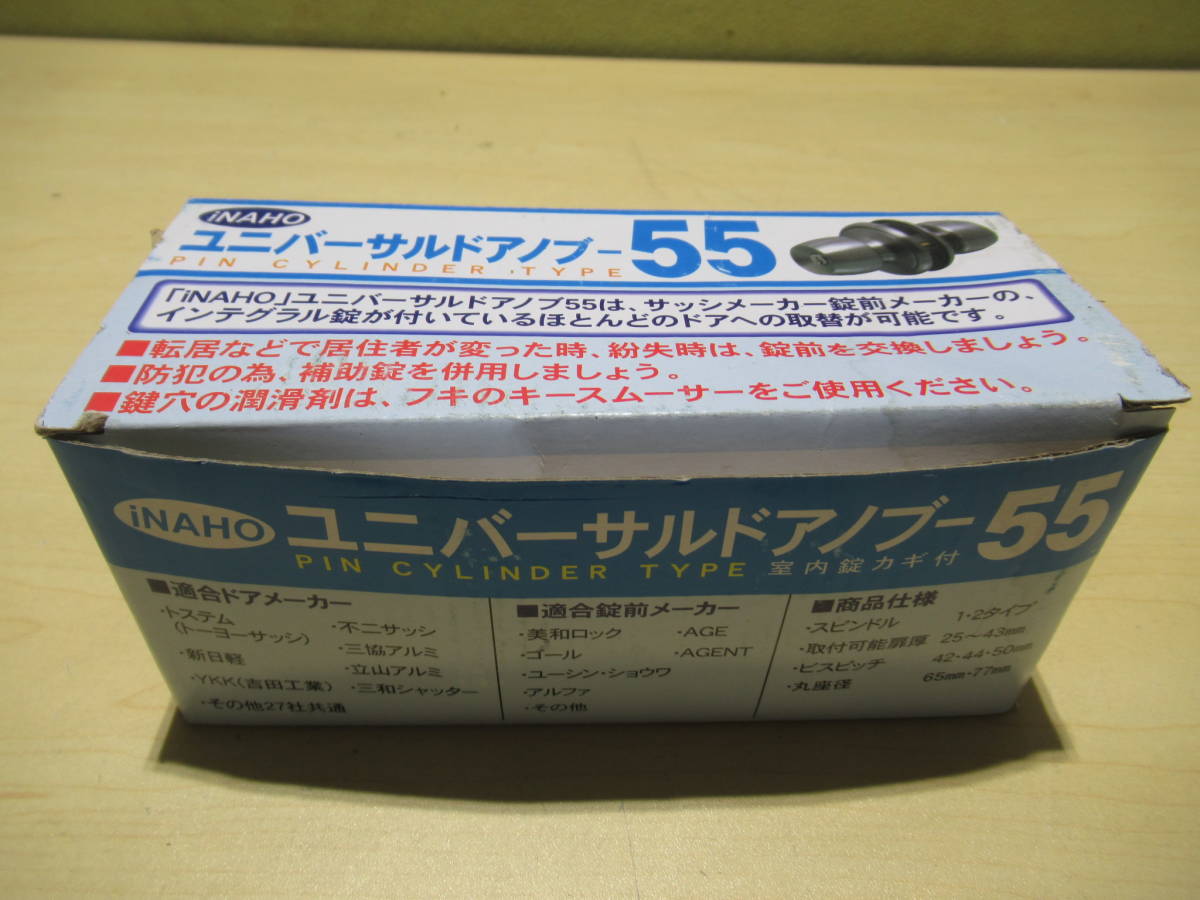 iNAHO
ユニバーサルドアノブ-55
PIN CYLINDER TYPE
「iNAHO」ユニバーサルドアノブ55は、サッシメーカー錠前メーカーの、
インテグラル錠が付いているほとんどのドアへの取替が可能です。
■転居などで居住者が変った時、紛失時は、錠前を交換しましょう。
■防犯の為、補助錠を併用しましょう。
■鍵穴の潤滑剤は、フキのキースムーサーをご使用ください。
iNAHO ユニバーサルドアノブ-55
PIN CYLINDER TYPE 室内錠カギ付
■適合ドアメーカー
・トステム
(トーヨーサッシ)
・新日軽
・YKK(吉田工業)
・その他27社共通
・不二サッシ
・三協アルミ
・立山アルミ
・三和シャッター
■適合錠前メーカー
・美和ロック ・AGE
・ゴール ・AGENT
・ユーシン・ショウワ
・アルファ
・その他
■商品仕様
・スピンドル 1・2タイプ
・取付可能扉厚 25～43mm
・ビスピッチ 42・44・50mm
・丸座径 65mm・77mm